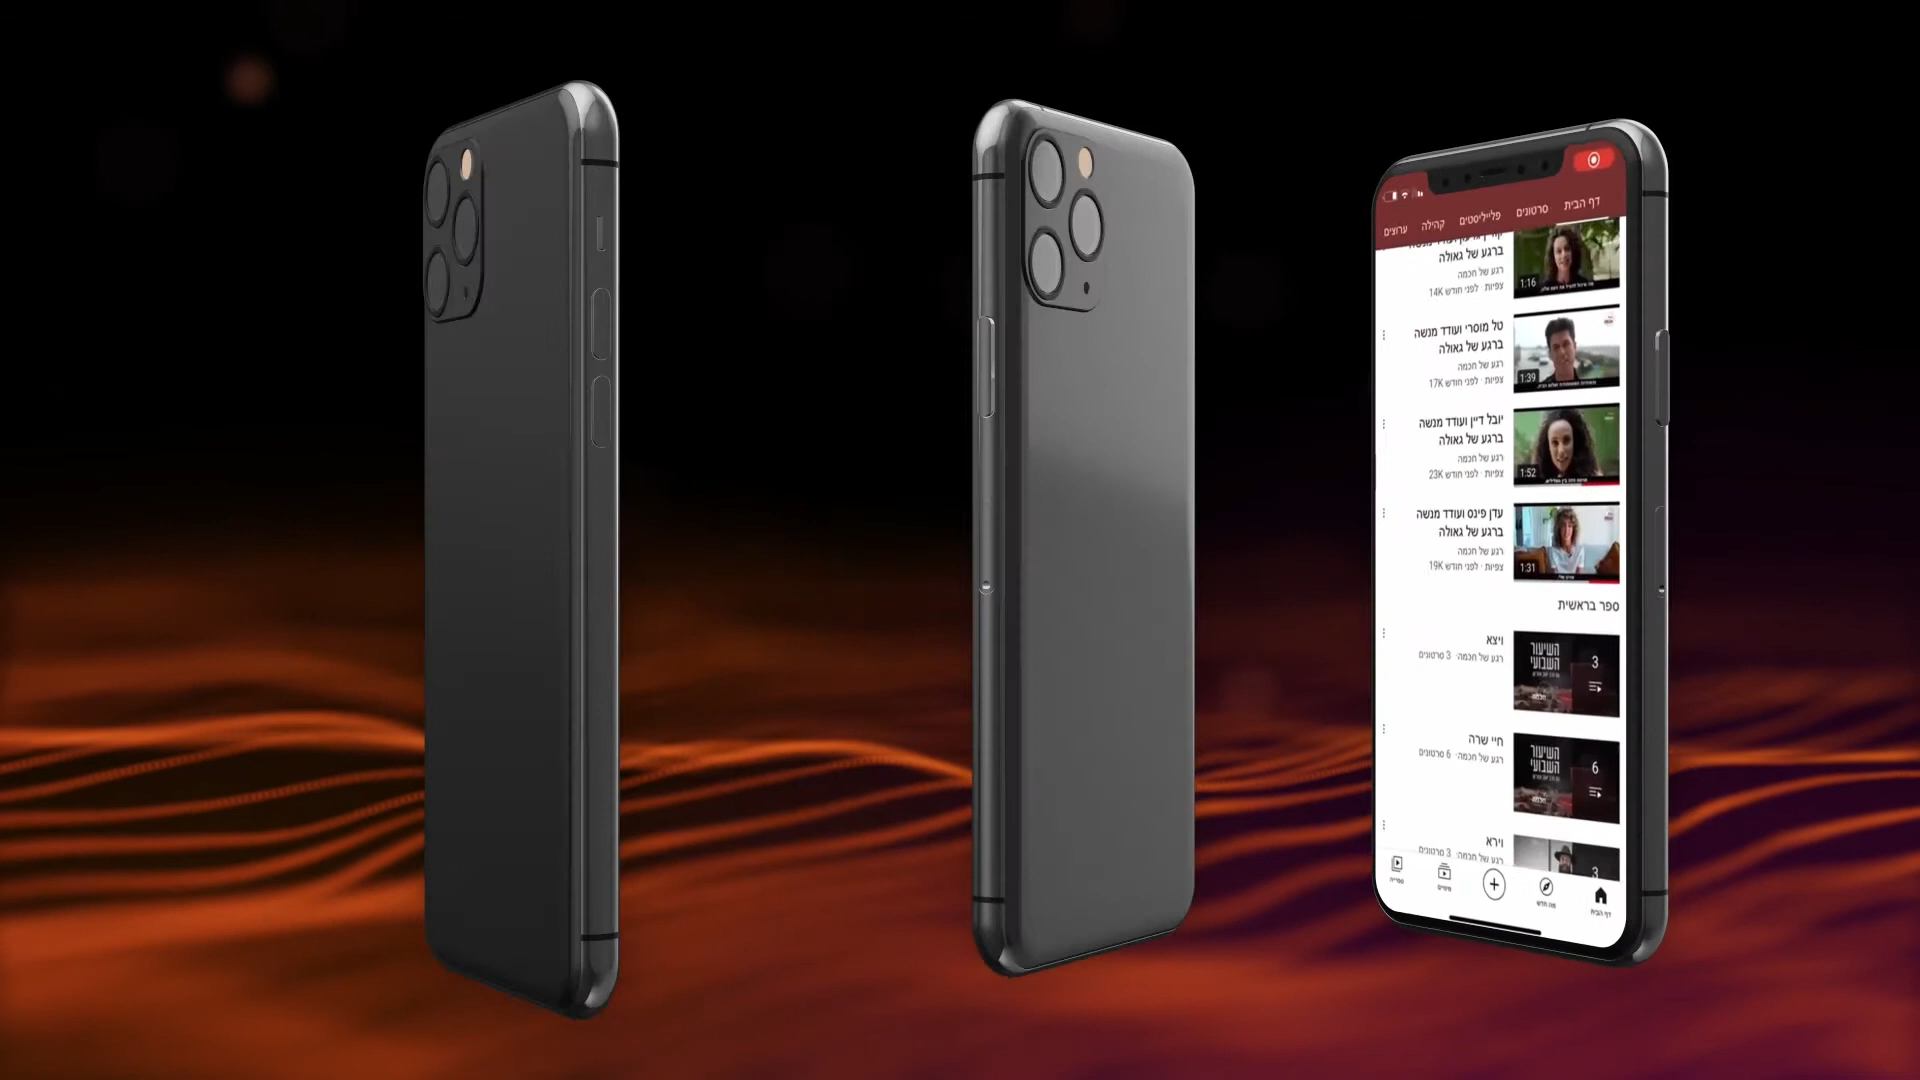 דף הבית סרטונים פלייליסטים קהילה ערוצים
ברגע של גאולה
רגע של חכמה
14K צפיות · לפני חודש
1:16
טל מוסרי ועודד מנשה
ברגע של גאולה
רגע של חכמה
17K צפיות · לפני חודש
1:39
יובל דיין ועודד מנשה
ברגע של גאולה
רגע של חכמה
23K צפיות · לפני חודש
1:52
עדן פינס ועודד מנשה
ברגע של גאולה
רגע של חכמה
19K צפיות · לפני חודש
1:31
ספר בראשית
ויצא
רגע של חכמה · 3 סרטונים
השיעור
השבועי
3
חיי שרה
רגע של חכמה · 6 סרטונים
השיעור
השבועי
6
וירא
רגע של חכמה · 3 סרטונים
3
דף הבית מה חדש מינויים ספרייה